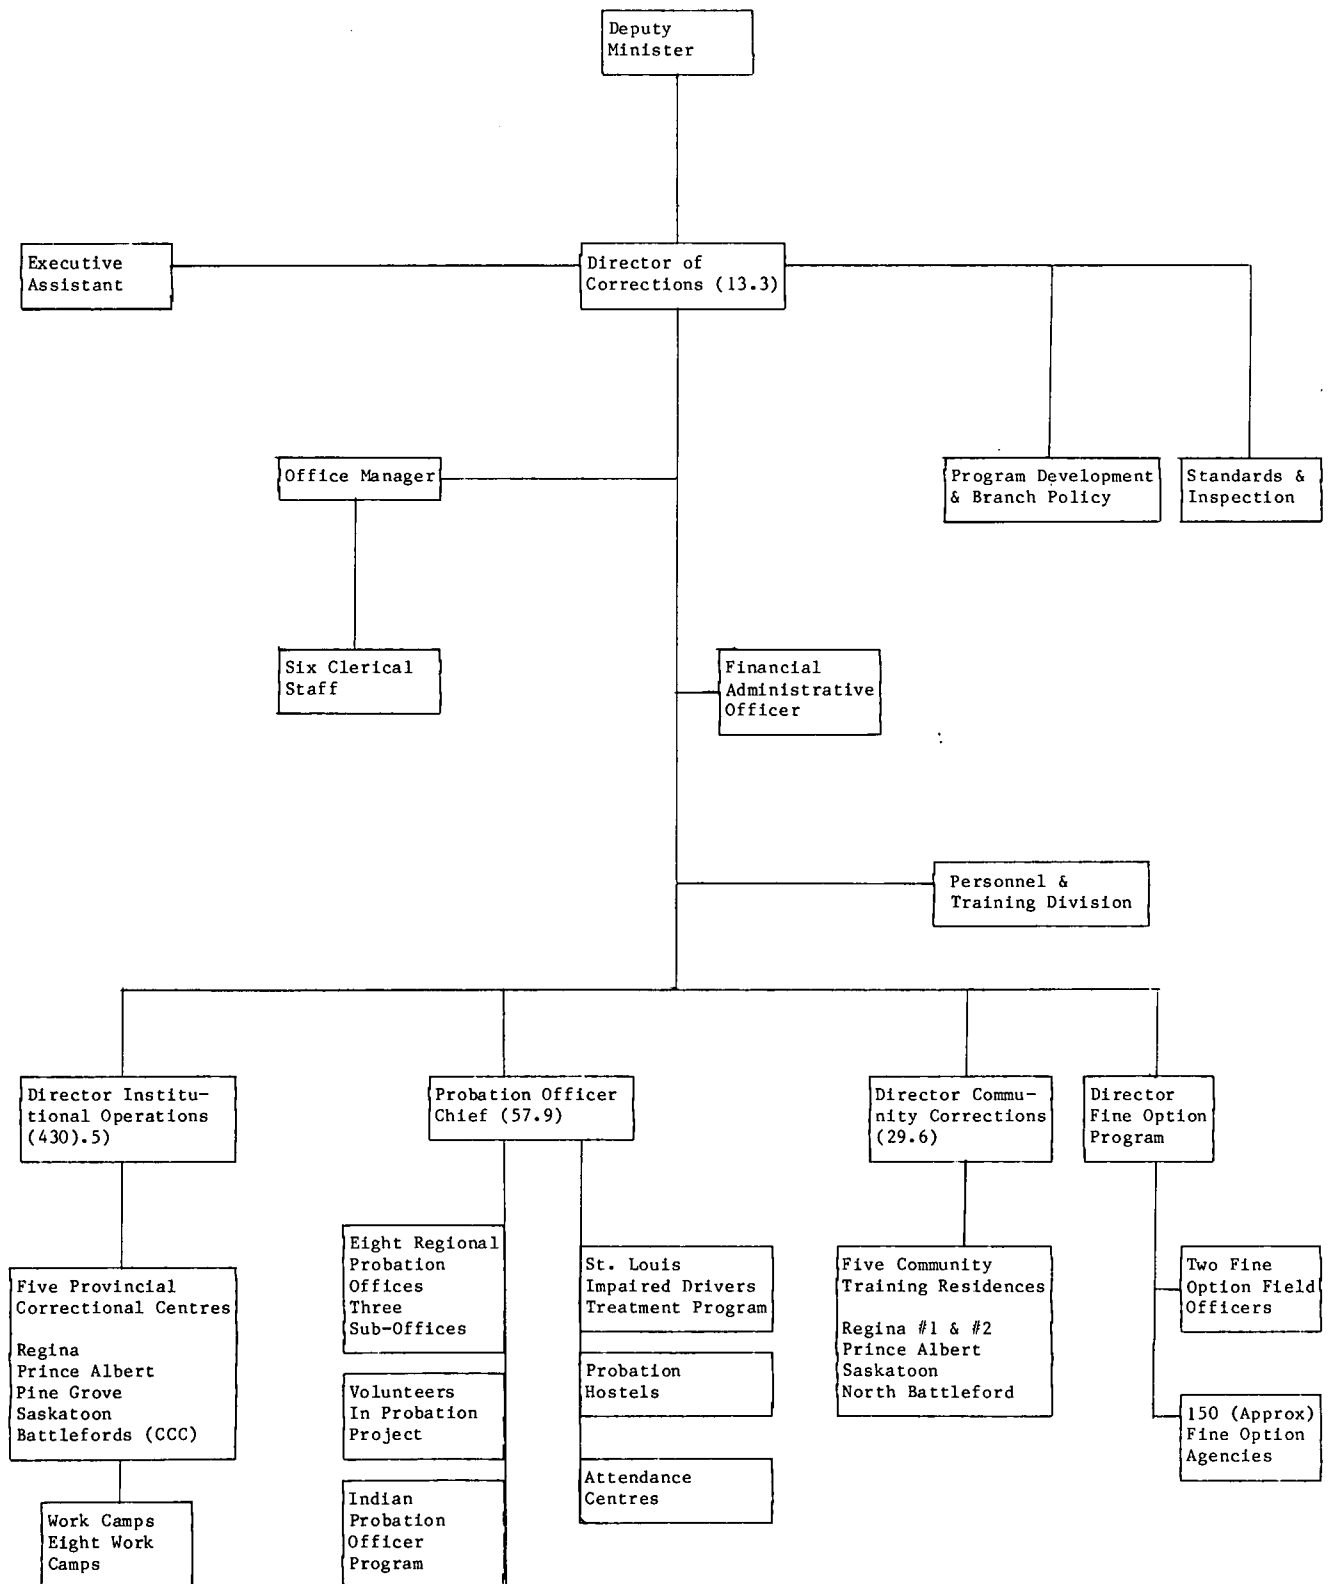 Deputy
Minister
Executive
Assistant
Director of
Corrections (13.3)
Office Manager
Program Development
& Branch Policy
Standards &
Inspection
Six Clerical
Staff
Financial
Administrative
Officer
Personnel &
Training Division
Director Institu-
tional Operations
(430).5)
Probation Officer
Chief (57.9)
Director Commu-
nity Corrections
(29.6)
Director
Fine Option
Program
Five Provincial
Correctional Centres
Regina
Prince Albert
Pine Grove
Saskatoon
Battlefords (CCC)
Work Camps
Eight Work
Camps
Eight Regional
Probation
Offices
Three
Sub-Offices
Volunteers
In Probation
Project
Indian
Probation
Officer
Program
St. Louis
Impaired Drivers
Treatment Program
Probation
Hostels
Attendance
Centres
Five Community
Training Residences
Regina #1 & #2
Prince Albert
Saskatoon
North Battleford
Two Fine
Option Field
Officers
150 (Approx)
Fine Option
Agencies